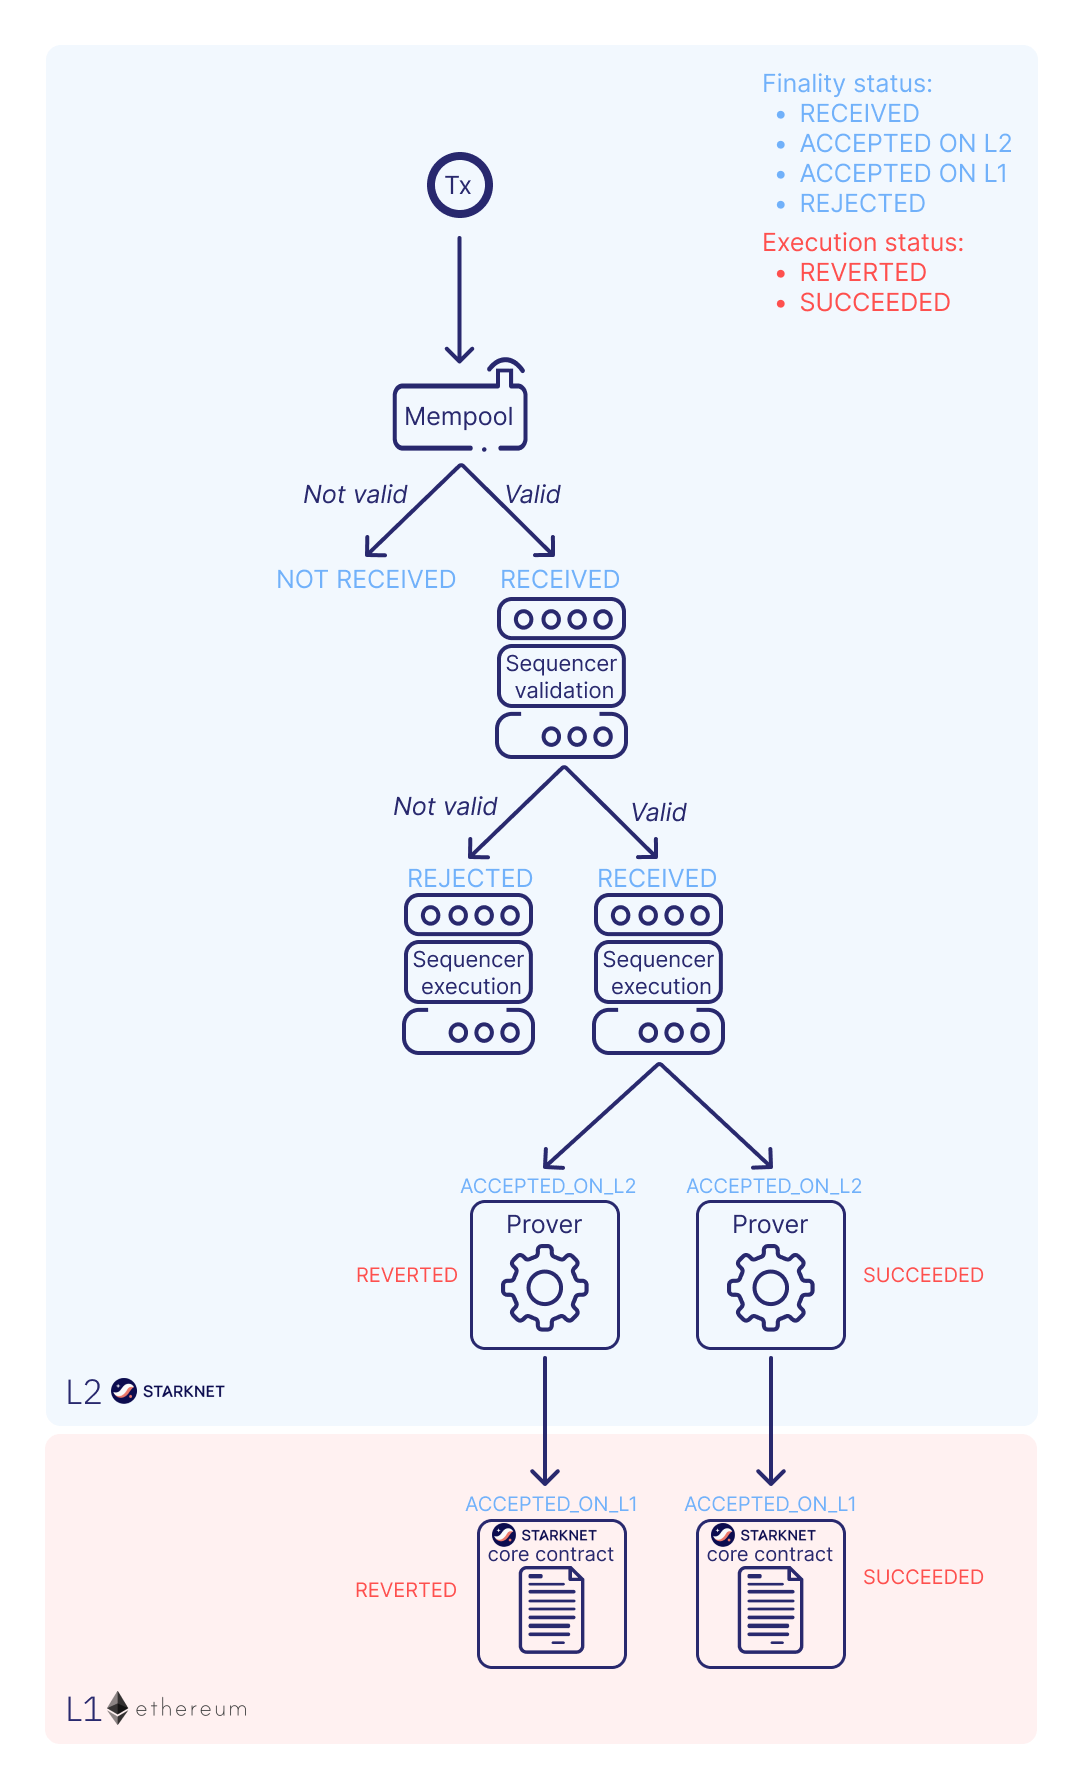 Finality status:
• RECEIVED
• ACCEPTED ON L2
• ACCEPTED ON L1
• REJECTED
Execution status:
• REVERTED
• SUCCEEDED
Tx
Mempool
Not valid
Valid
NOT RECEIVED
RECEIVED
Sequencer
validation
Not valid
Valid
REJECTED
RECEIVED
Sequencer
execution
Sequencer
execution
ACCEPTED_ON_L2
ACCEPTED_ON_L2
Prover
Prover
REVERTED
SUCCEEDED
L2 STARKNET
ACCEPTED_ON_L1
ACCEPTED_ON_L1
STARKNET
core contract
STARKNET
core contract
REVERTED
SUCCEEDED
L1 ethereum